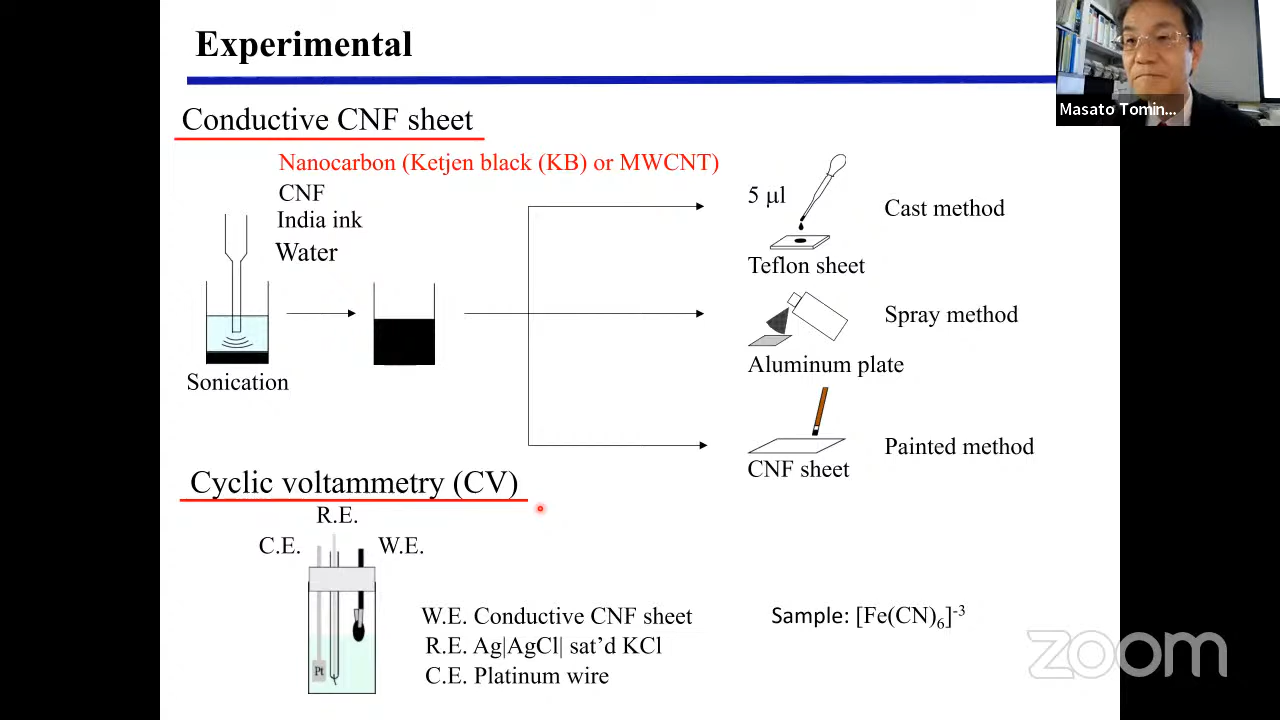 Experimental
Masato Tomin...
Conductive CNF sheet
Nanocarbon (Ketjen black (KB) or MWCNT)
CNF
India ink
Water
Sonication
5 μl
Cast method
Teflon sheet
Spray method
Aluminum plate
Painted method
CNF sheet
Cyclic voltammetry (CV)
R.E.
C.E.
W.E.
Pt
W.E. Conductive CNF sheet
R.E. Ag|AgCl| sat’d KCl
C.E. Platinum wire
Sample: [Fe(CN)₆]⁻³
zoom